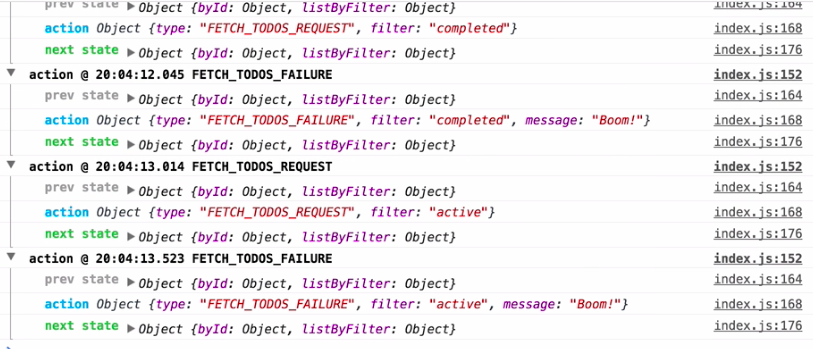 prev state ▶Object {byId: Object, listByFilter: Object} index.js:164
action Object {type: "FETCH_TODOS_REQUEST", filter: "completed"} index.js:168
next state ▶Object {byId: Object, listByFilter: Object} index.js:176
▼ action @ 20:04:12.045 FETCH_TODOS_FAILURE index.js:152
prev state ▶Object {byId: Object, listByFilter: Object} index.js:164
action Object {type: "FETCH_TODOS_FAILURE", filter: "completed", message: "Boom!"} index.js:168
next state ▶Object {byId: Object, listByFilter: Object} index.js:176
▼ action @ 20:04:13.014 FETCH_TODOS_REQUEST index.js:152
prev state ▶Object {byId: Object, listByFilter: Object} index.js:164
action Object {type: "FETCH_TODOS_REQUEST", filter: "active"} index.js:168
next state ▶Object {byId: Object, listByFilter: Object} index.js:176
▼ action @ 20:04:13.523 FETCH_TODOS_FAILURE index.js:152
prev state ▶Object {byId: Object, listByFilter: Object} index.js:164
action Object {type: "FETCH_TODOS_FAILURE", filter: "active", message: "Boom!"} index.js:168
next state ▶Object {byId: Object, listByFilter: Object} index.js:176